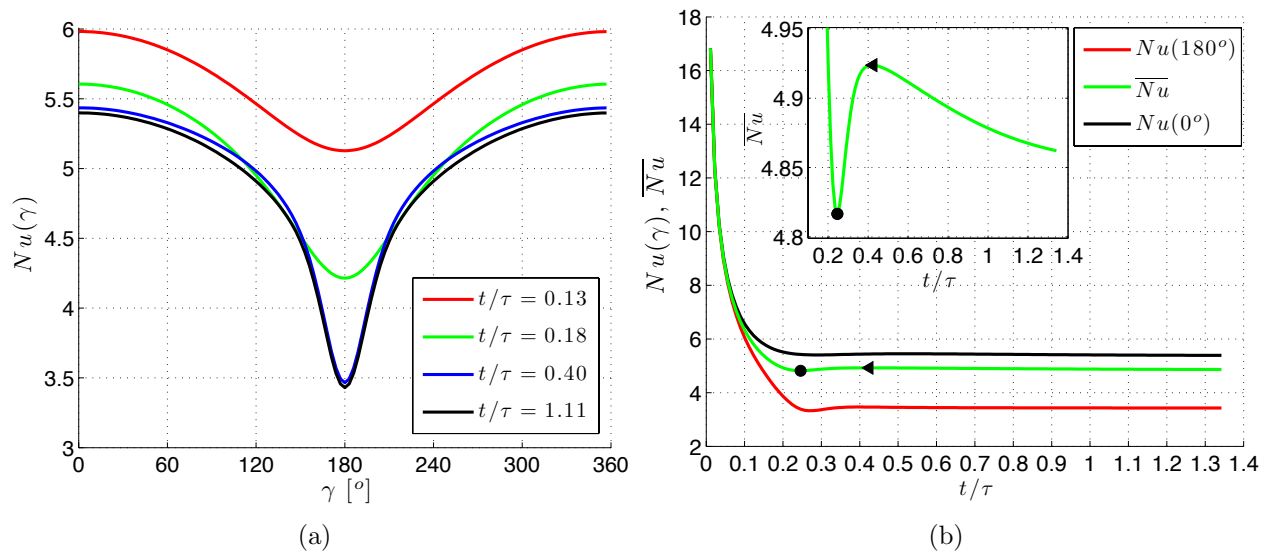 6
5.5
5
4.5
4
3.5
3
0 60 120 180 240 300 360
Nu(γ)
γ [°]
t/τ = 0.13
t/τ = 0.18
t/τ = 0.40
t/τ = 1.11
(a)
18
16
14
12
10
8
6
4
2
0 0.1 0.2 0.3 0.4 0.5 0.6 0.7 0.8 0.9 1 1.1 1.2 1.3 1.4
Nu(γ), N̅u̅
t/τ
4.95
4.9
4.85
4.8
0.2 0.4 0.6 0.8 1 1.2 1.4
N̅u̅
t/τ
Nu(180°)
N̅u̅
Nu(0°)
(b)